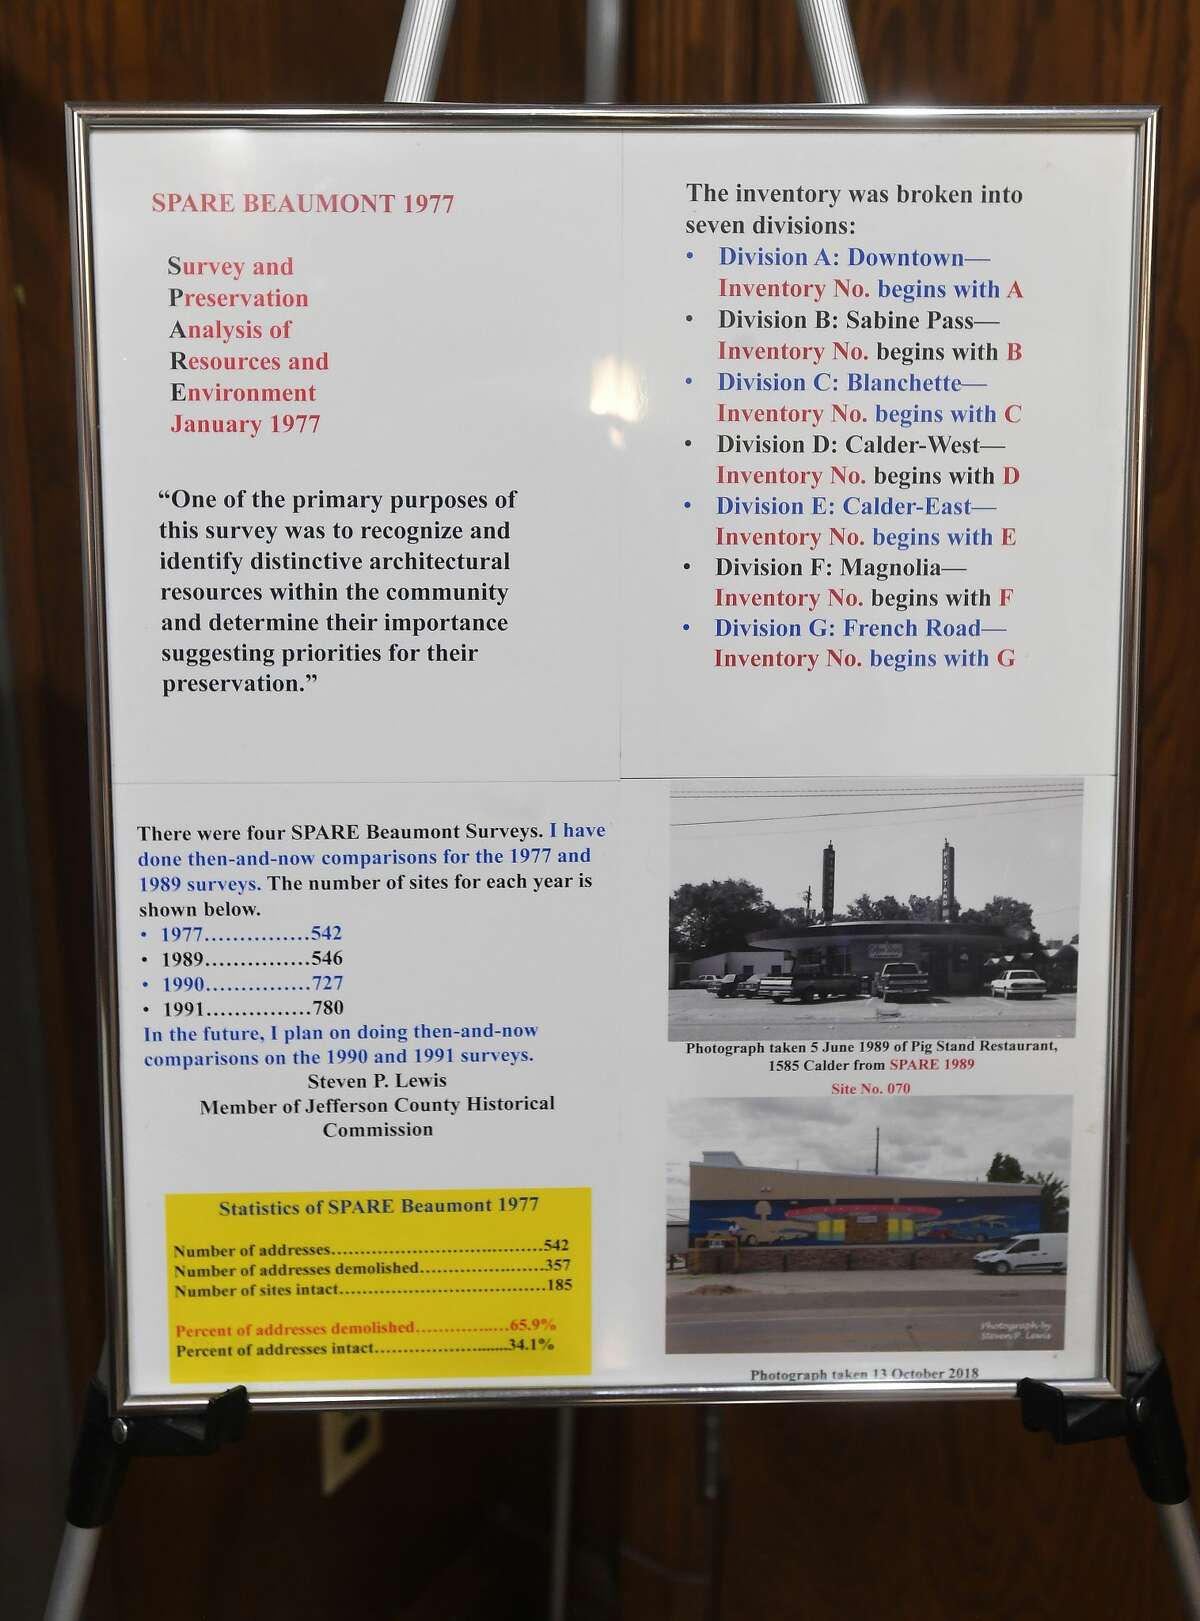 SPARE BEAUMONT 1977
Survey and
Preservation
Analysis of
Resources and
Environment
January 1977
“One of the primary purposes of
this survey was to recognize and
identify distinctive architectural
resources within the community
and determine their importance
suggesting priorities for their
preservation.”
The inventory was broken into
seven divisions:
• Division A: Downtown—
Inventory No. begins with A
• Division B: Sabine Pass—
Inventory No. begins with B
• Division C: Blanchette—
Inventory No. begins with C
• Division D: Calder-West—
Inventory No. begins with D
• Division E: Calder-East—
Inventory No. begins with E
• Division F: Magnolia—
Inventory No. begins with F
• Division G: French Road—
Inventory No. begins with G
There were four SPARE Beaumont Surveys. I have
done then-and-now comparisons for the 1977 and
1989 surveys. The number of sites for each year is
shown below.
• 1977……………542
• 1989……………546
• 1990……………727
• 1991……………780
In the future, I plan on doing then-and-now
comparisons on the 1990 and 1991 surveys.
Steven P. Lewis
Member of Jefferson County Historical
Commission
Statistics of SPARE Beaumont 1977
Number of addresses…………………………………542
Number of addresses demolished…………………357
Number of sites intact………………………………185
Percent of addresses demolished………………65.9%
Percent of addresses intact……………………34.1%
PIG STAND
Photograph taken 5 June 1989 of Pig Stand Restaurant,
1585 Calder from SPARE 1989
Site No. 070
Photograph by
Steven P. Lewis
Photograph taken 13 October 2018